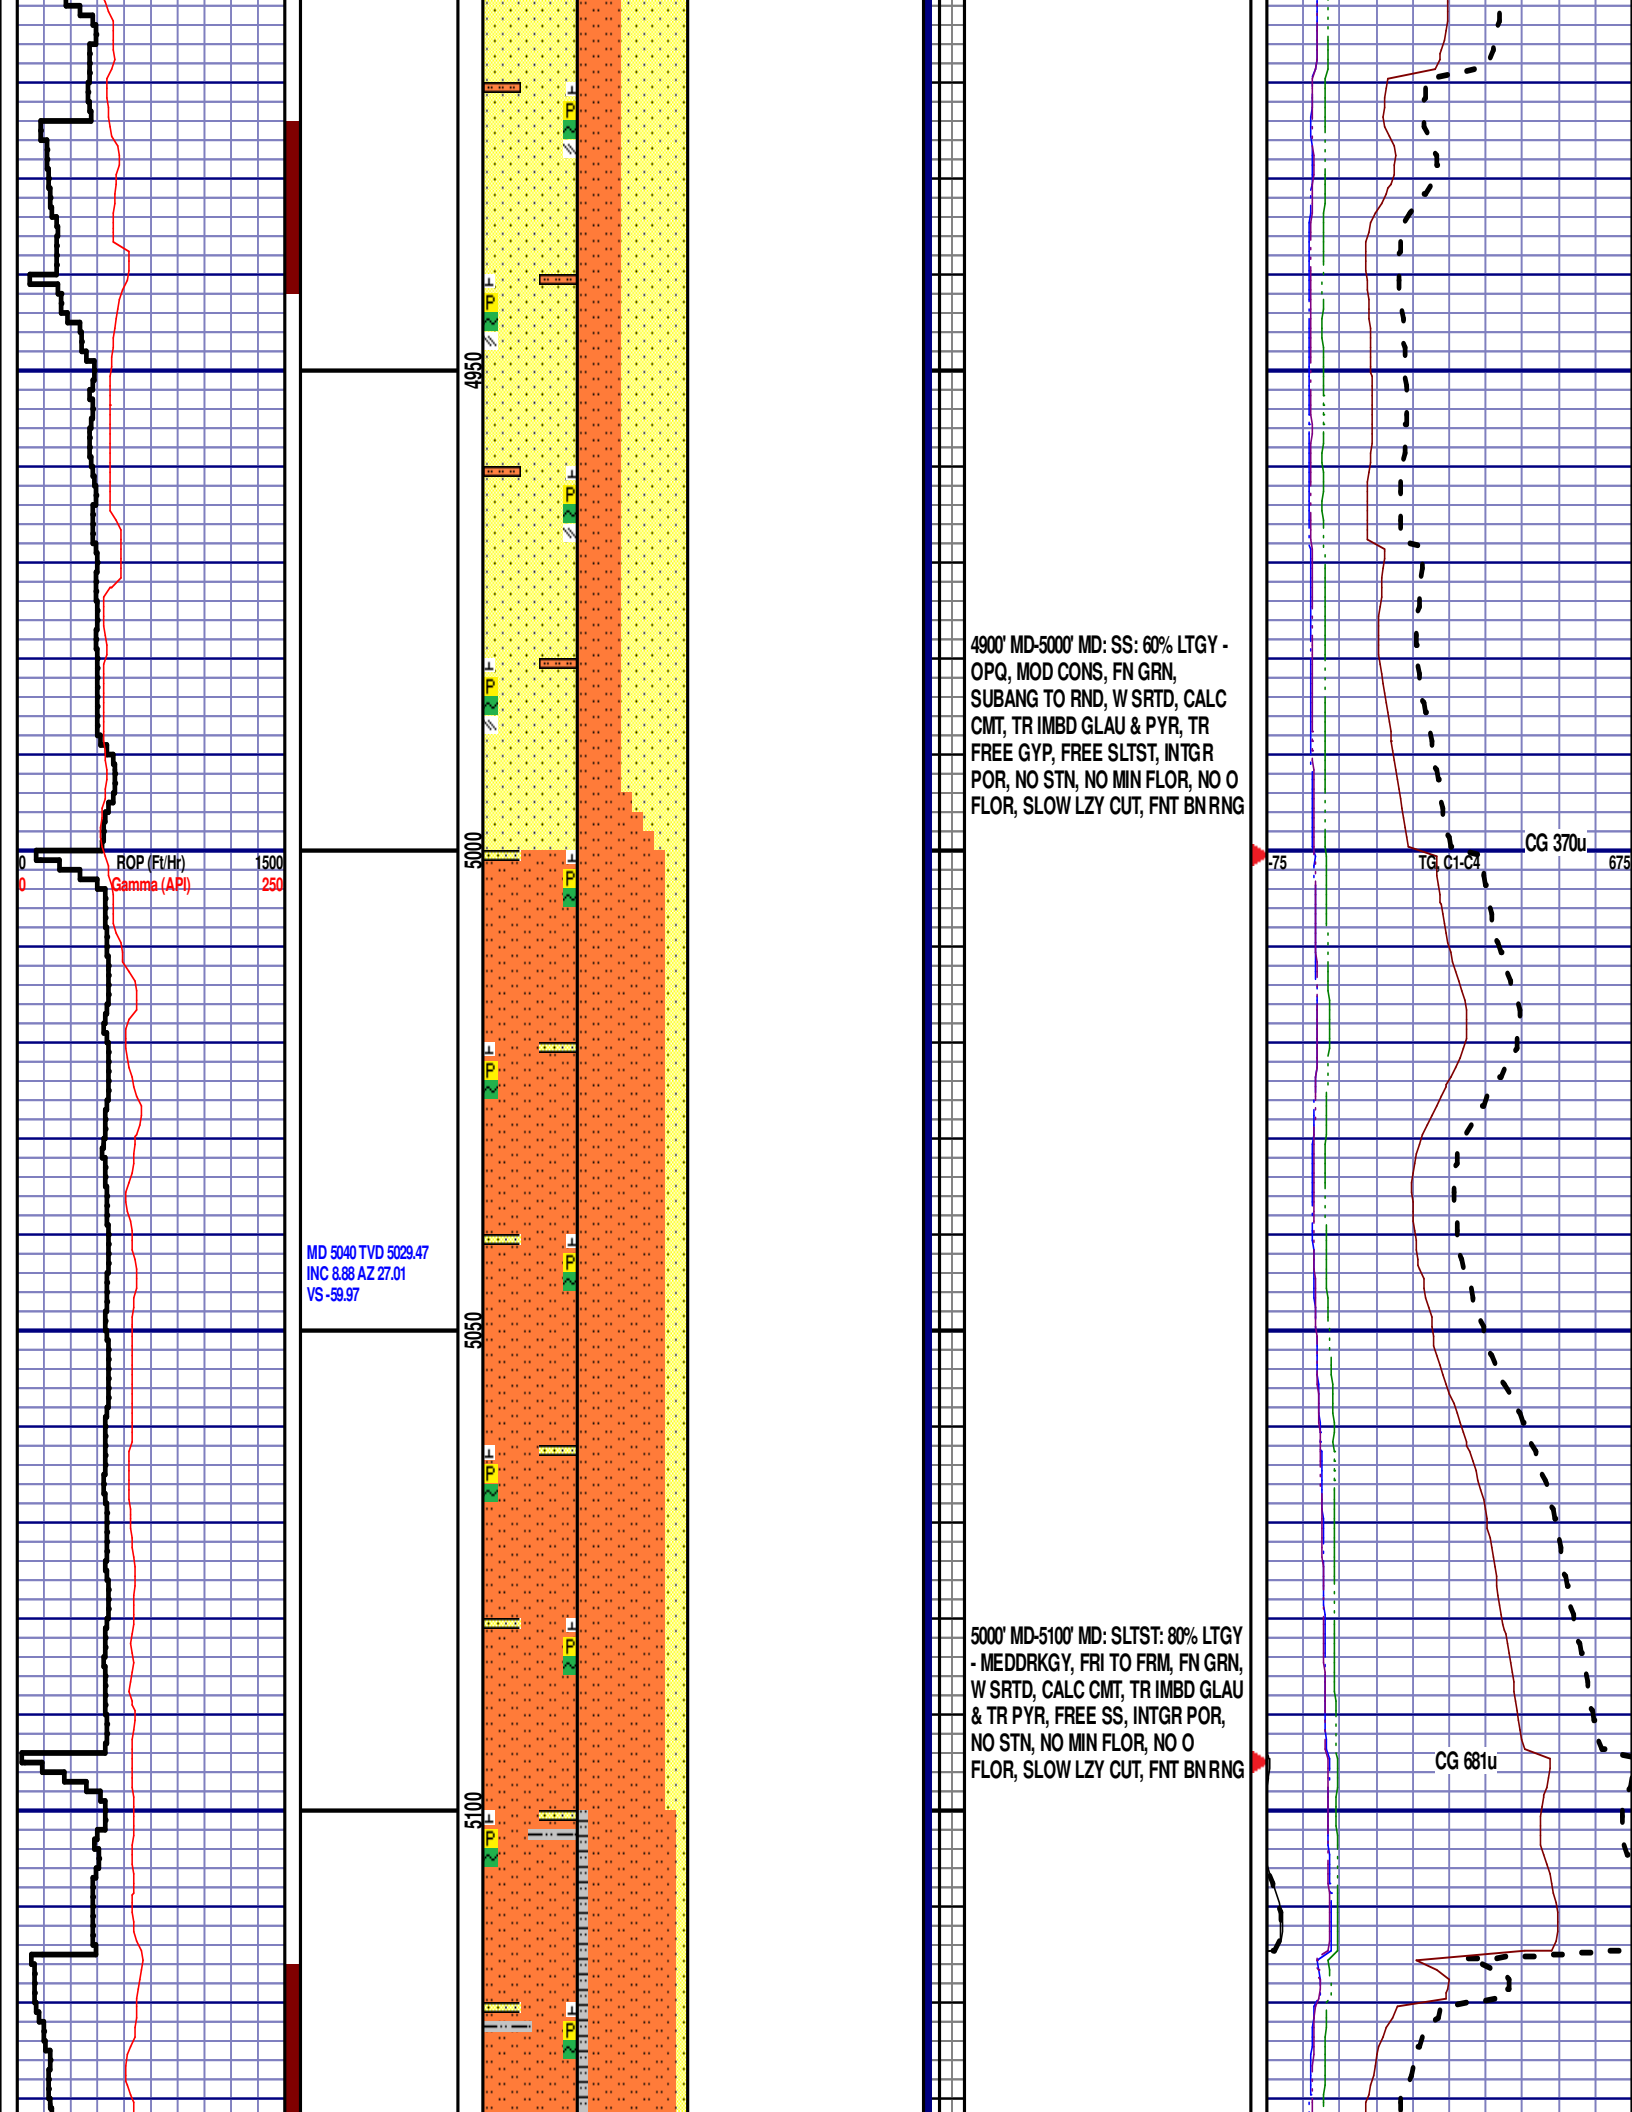 4950
4900' MD-5000' MD: SS: 60% LTGY -
OPQ, MOD CONS, FN GRN,
SUBANG TO RND, W SRTD, CALC
CMT, TR IMBD GLAU & PYR, TR
FREE GYP, FREE SLTST, INTGR
POR, NO STN, NO MIN FLOR, NO O
FLOR, SLOW LZY CUT, FNT BN RNG
5000
CG 370u
0 ROP (Ft/Hr) 1500
0 Gamma (API) 250
-75 TG, C1-C4 675
MD 5040 TVD 5029.47
INC 8.88 AZ 27.01
VS -59.97
5050
5000' MD-5100' MD: SLTST: 80% LTGY
- MEDDRKGY, FRI TO FRM, FN GRN,
W SRTD, CALC CMT, TR IMBD GLAU
& TR PYR, FREE SS, INTGR POR,
NO STN, NO MIN FLOR, NO O
FLOR, SLOW LZY CUT, FNT BN RNG
CG 681u
5100
P
P
P
P
P
P
P
P
P
P